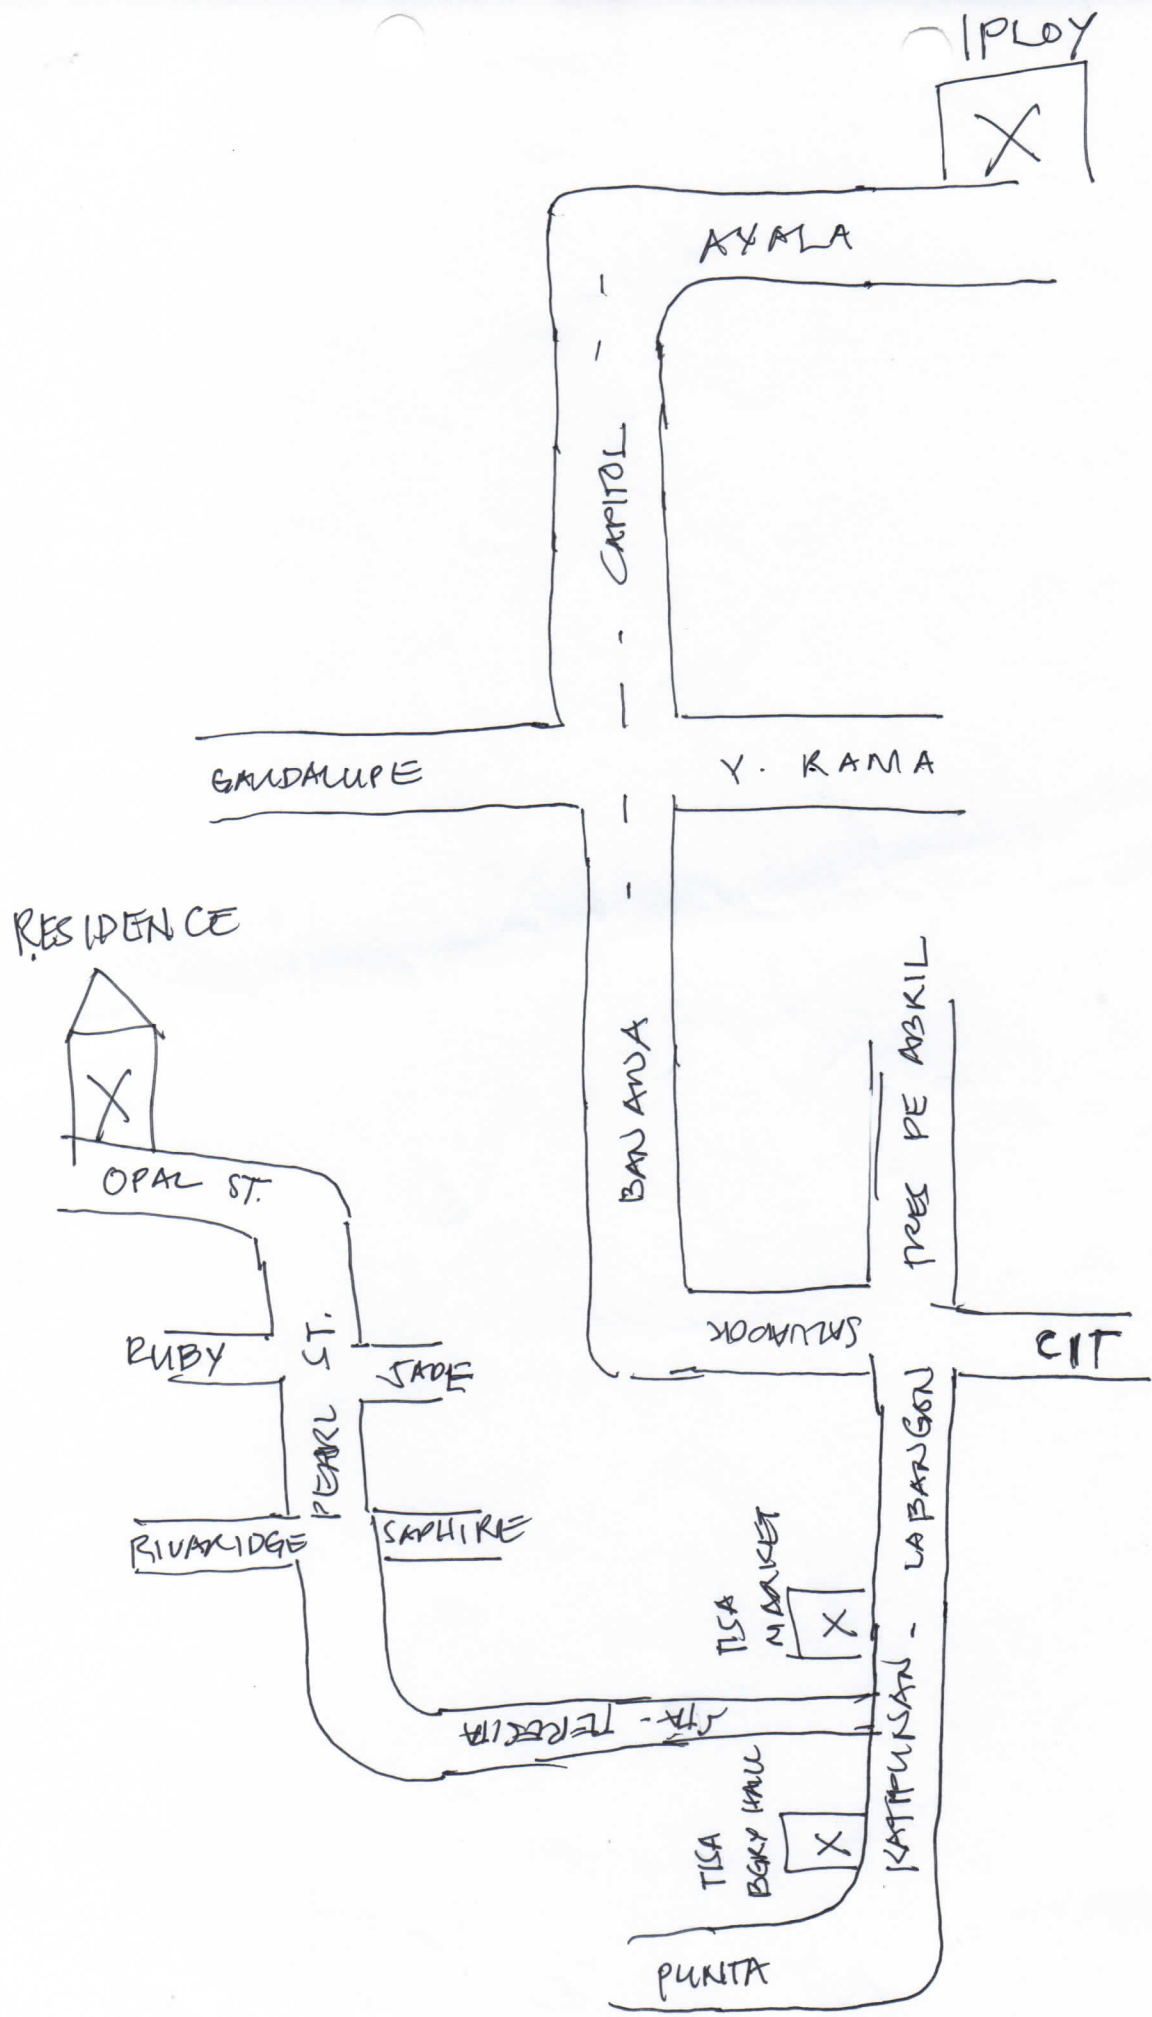 IPLOY
AYALA
CAPITOL
GAUDALUPE
Y. RAMA
RESIDENCE
BANAWA
TRES DE ABRIL
OPAL ST.
SALVADOR
CIT
RUBY
PEARL ST.
JADE
RIVARIDGE
SAPHIRE
KATIPUNAN - LABANGON
TISA
MARKET
STA. TERECITA
TISA
BGRY HALL
PUNTA